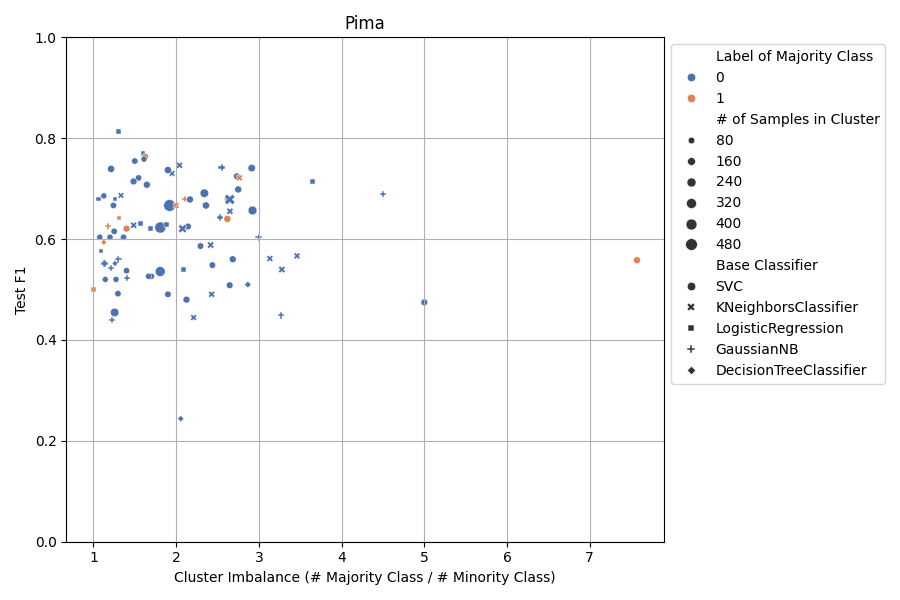 Pima
1.0
0.8
0.6
0.4
0.2
0.0
Test F1
1 2 3 4 5 6 7
Cluster Imbalance (# Majority Class / # Minority Class)
Label of Majority Class
0
1
# of Samples in Cluster
80
160
240
320
400
480
Base Classifier
SVC
KNeighborsClassifier
LogisticRegression
GaussianNB
DecisionTreeClassifier